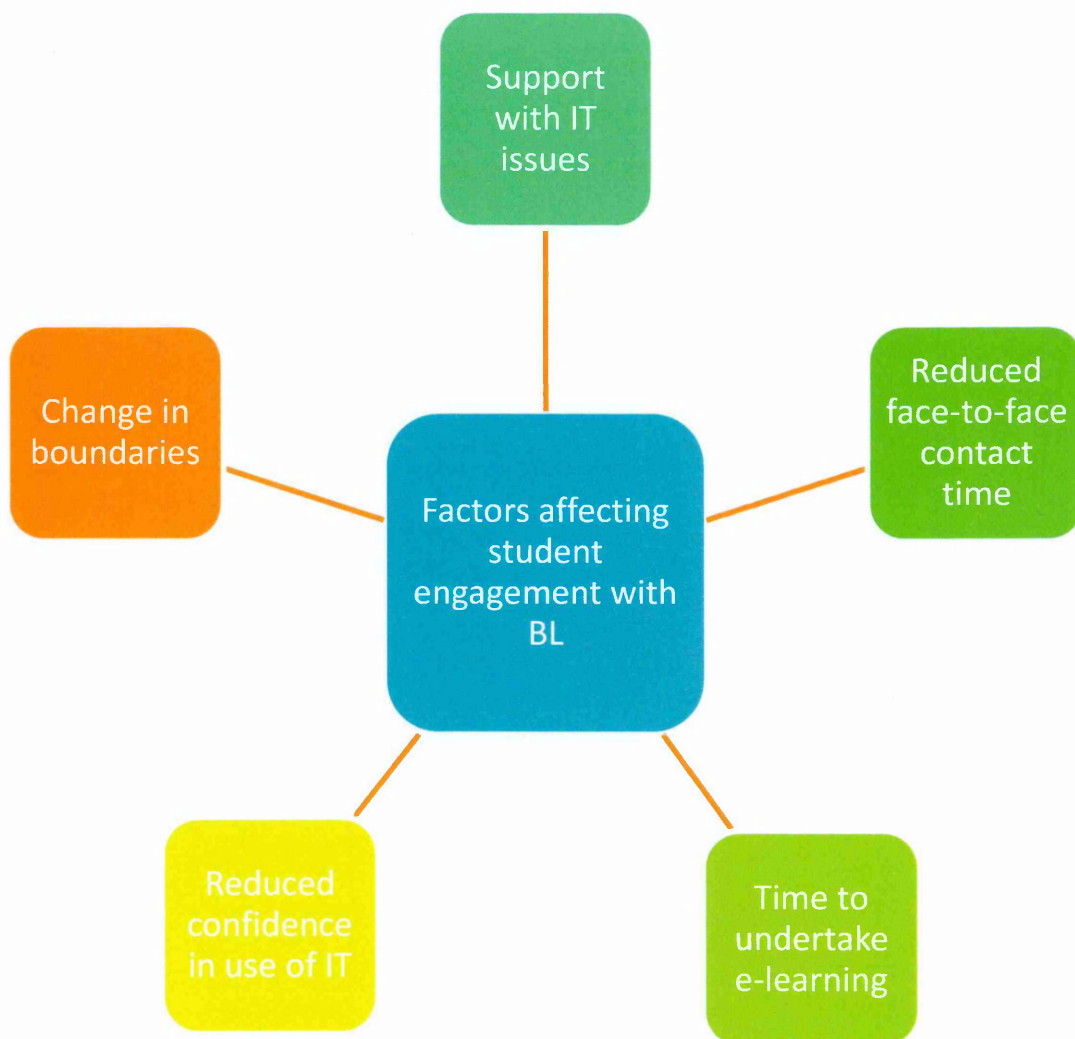 Support
with IT
issues
Change in
boundaries
Reduced
face-to-face
contact
time
Factors affecting
student
engagement with
BL
Reduced
confidence
in use of IT
Time to
undertake
e-learning